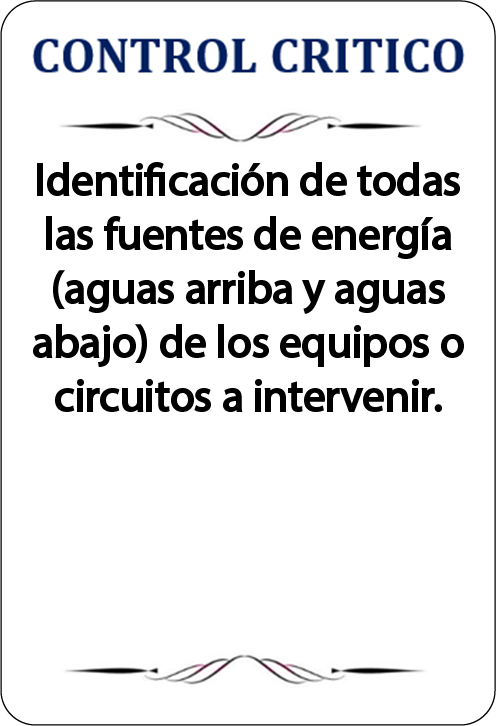 CONTROL CRITICO
Identificación de todas
las fuentes de energía
(aguas arriba y aguas
abajo) de los equipos o
circuitos a intervenir.